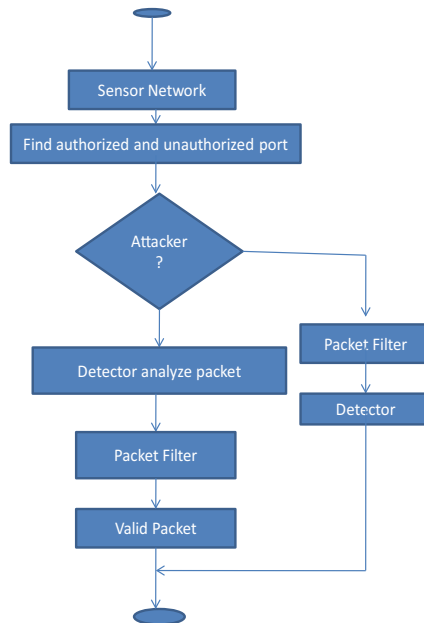 Sensor Network
Find authorized and unauthorized port
Attacker
?
Detector analyze packet
Packet Filter
Valid Packet
Packet Filter
Detector